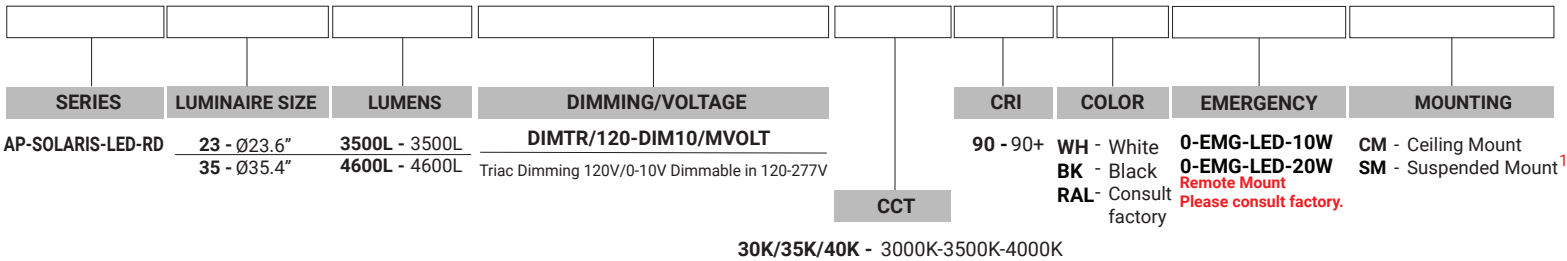 SERIES LUMINAIRE SIZE LUMENS DIMMING/VOLTAGE CRI COLOR EMERGENCY MOUNTING
AP-SOLARIS-LED-RD
23 - Ø23.6” 3500L - 3500L
35 - Ø35.4” 4600L - 4600L
DIMTR/120-DIM10/MVOLT
Triac Dimming 120V/0-10V Dimmable in 120-277V
CCT
30K/35K/40K - 3000K-3500K-4000K
90 - 90+
WH - White
BK - Black
RAL- Consult
factory
0-EMG-LED-10W
0-EMG-LED-20W
Remote Mount
Please consult factory.
CM - Ceiling Mount
SM - Suspended Mount1